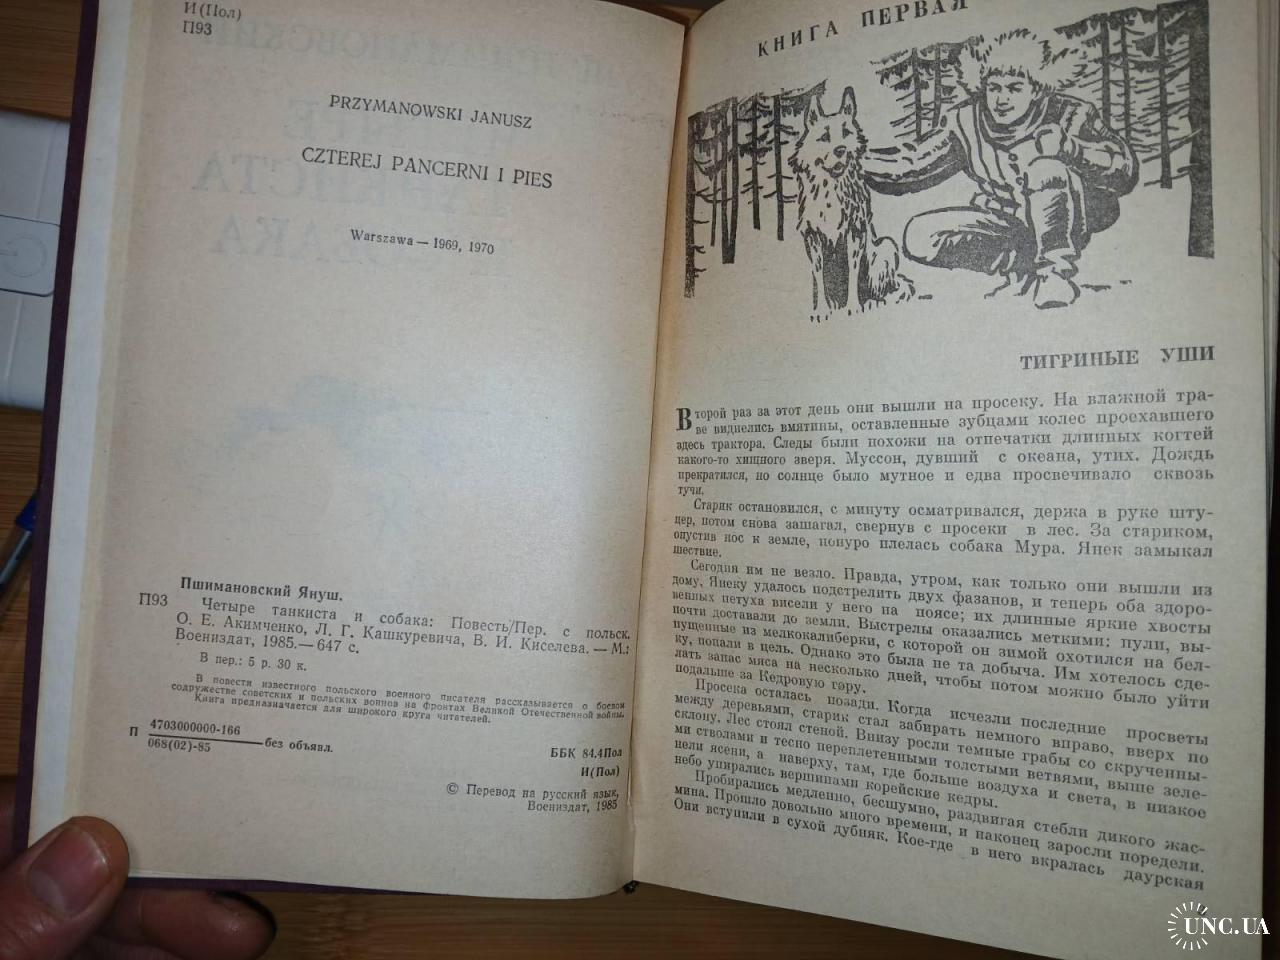 И(Пол)
П93
PRZYMANOWSKI JANUSZ
CZTEREJ PANCERNI I PIES
Warszawa — 1969, 1970
Пшимановский Януш.
П93 Четыре танкиста и собака: Повесть/Пер. с польск.
О. Е. Акимченко, Л. Г. Кашкуревича, В. И. Киселева. — М.:
Воениздат, 1985.— 647 с.
В пер.: 5 р. 30 к.
В повести известного польского военного писателя рассказывается о боевом
содружестве советских и польских воинов на фронтах Великой Отечественной войны.
Книга предназначается для широкого круга читателей.
П 4703000000-166
068(02)-85 без объявл.
ББК 84.4Пол
И(Пол)
© Перевод на русский язык,
Воениздат, 1985
КНИГА ПЕРВАЯ
ТИГРИНЫЕ УШИ
Второй раз за этот день они вышли на просеку. На влажной тра-
ве виднелись вмятины, оставленные зубцами колес проехавшего
здесь трактора. Следы были похожи на отпечатки длинных когтей
какого-то хищного зверя. Муссон, дувший с океана, утих. Дождь
прекратился, но солнце было мутное и едва просвечивало сквозь
тучи.
Старик остановился, с минуту осматривался, держа в руке шту-
цер, потом снова зашагал, свернув с просеки в лес. За стариком,
опустив нос к земле, понуро плелась собака Мура. Янек замыкал
шествие.
Сегодня им не везло. Правда, утром, как только они вышли из
дому, Янеку удалось подстрелить двух фазанов, и теперь оба здоро-
венных петуха висели у него на поясе; их длинные яркие хвосты
почти доставали до земли. Выстрелы оказались меткими: пули, вы-
пущенные из мелкокалиберки, с которой он зимой охотился на бел-
ку, попали в цель. Однако это была не та добыча. Им хотелось сде-
лать запас мяса на несколько дней, чтобы потом можно было уйти
подальше за Кедровую гору.
Просека осталась позади. Когда исчезли последние просветы
между деревьями, старик стал забирать немного вправо, вверх по
склону. Лес стоял стеной. Внизу росли темные грабы со скрученны-
ми стволами и тесно переплетенными толстыми ветвями, выше зеле-
нели ясени, а наверху, там, где больше воздуха и света, в низкое
небо упирались вершинами корейские кедры.
Пробирались медленно, бесшумно, раздвигая стебли дикого жас-
мина. Прошло довольно много времени, и наконец заросли поредели.
Они вступили в сухой дубняк. Кое-где в него вкралась даурская
UNC.UA